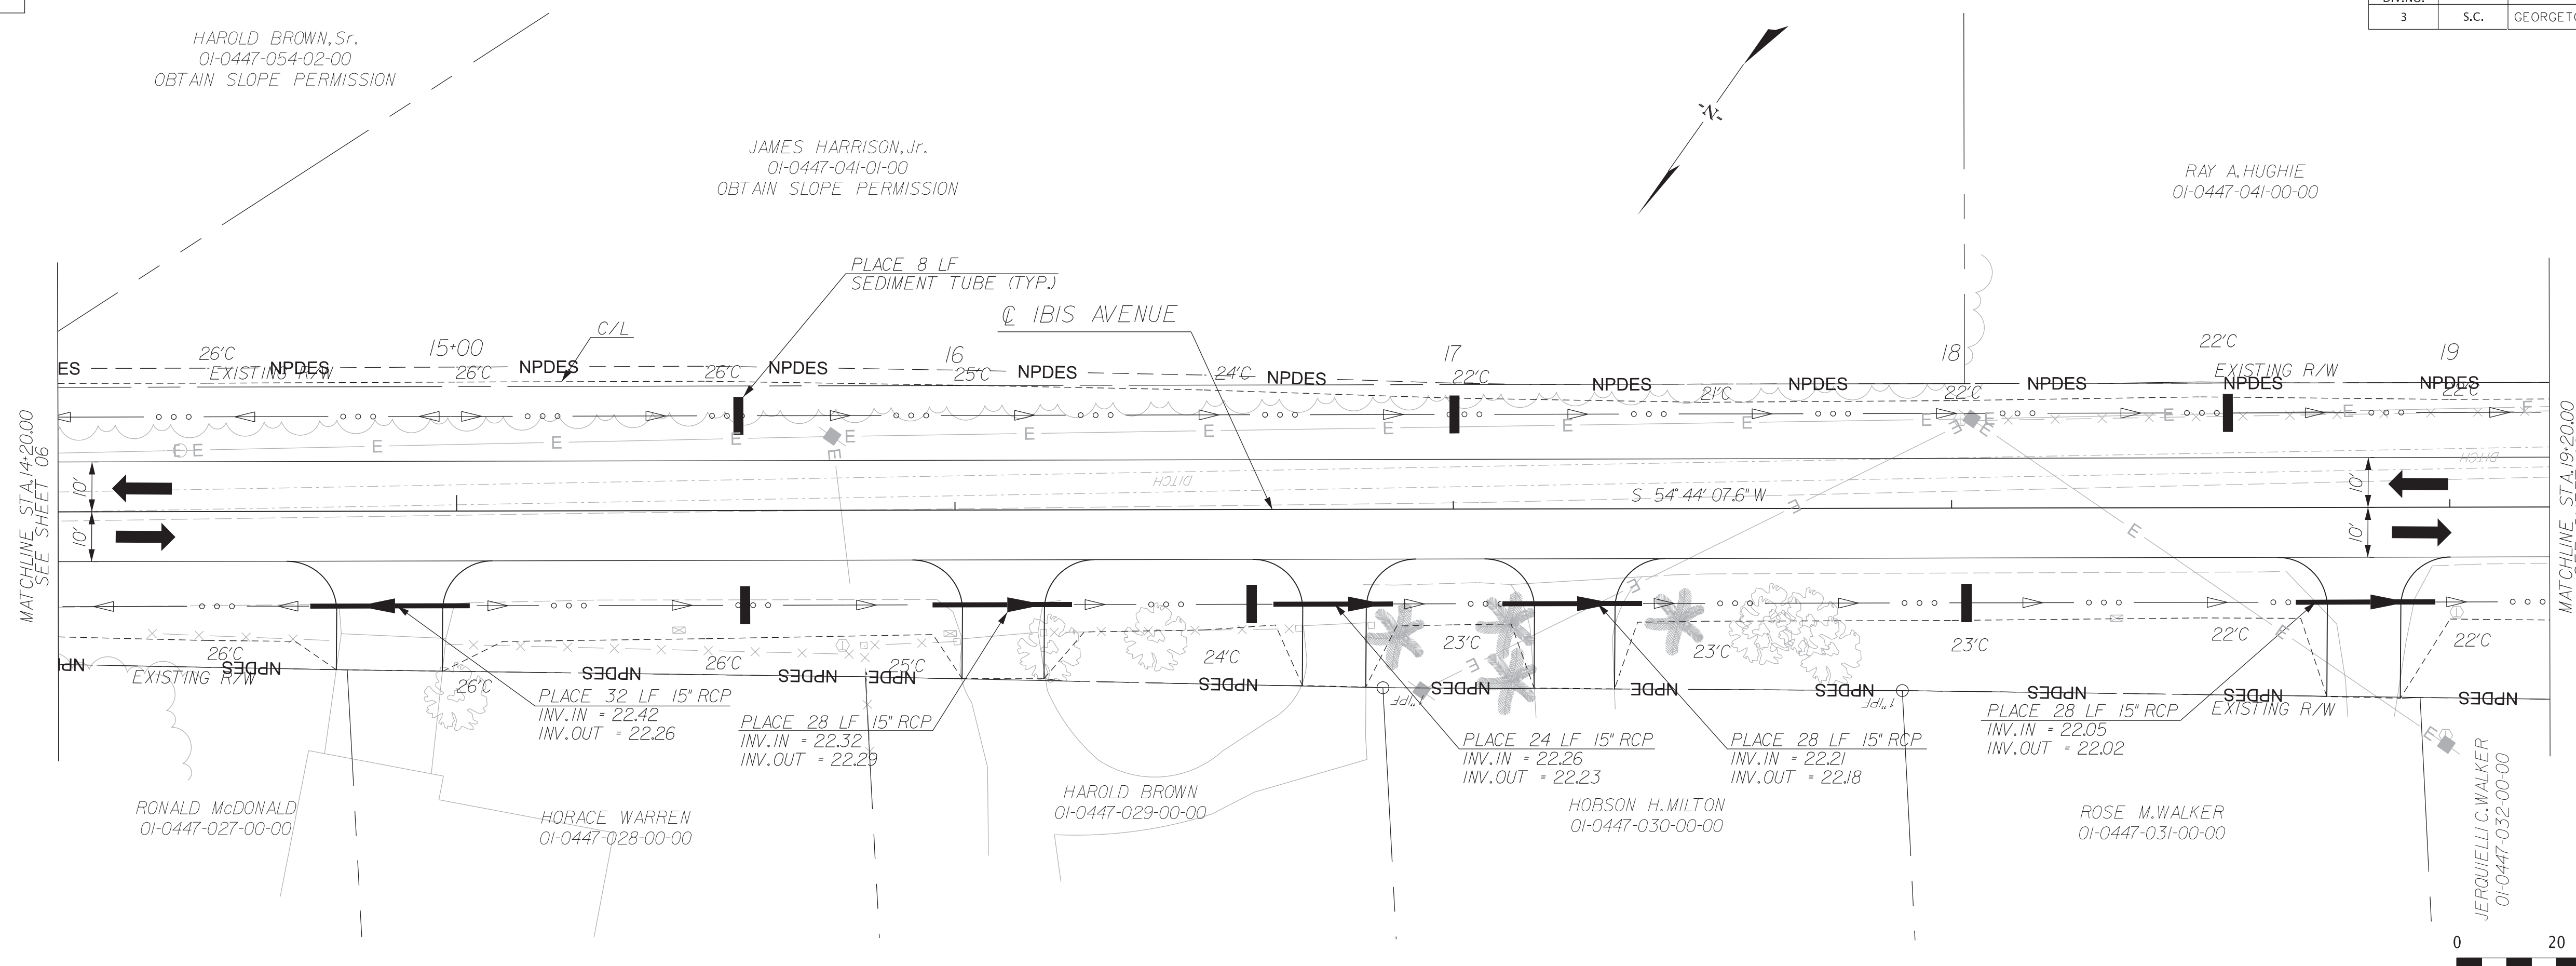 DIV.NO.
3 S.C.
HAROLD BROWN,Sr.
01-0447-054-02-00
OBTAIN SLOPE PERMISSION
JAMES HARRISON,Jr.
01-0447-041-01-00
OBTAIN SLOPE PERMISSION
-N-
RAY A.HUGHIE
01-0447-041-00-00
PLACE 8 LF
SEDIMENT TUBE (TYP.)
℄ IBIS AVENUE
C/L
26'C
15+00
16
17
18
22'C
19
ES
EXISTING R/W
NPDES
26'C
NPDES
26'C
NPDES
25'C
NPDES
24'C
NPDES
22'C
NPDES
21'C
NPDES
22'C
NPDES
EXISTING R/W
NPDES
NPDES
22'C
E E E E E E E E E E E E E E E E E
MATCHLINE STA.14+20.00
SEE SHEET 06
10'
10'
DITCH
S 54° 44' 07.6" W
DITCH
10'
10'
MATCHLINE STA.19+20.00
E E E E E E E
NPDES
26'C
EXISTING R/W
NPDES
26'C
NPDES
26'C
NPDES
25'C
NPDE
24'C
NPDES
23'C
NPDES
23'C
NPDE
NPDES
23'C
NPDES
22'C
NPDES
EXISTING R/W
22'C
NPDES
1"IPF
1"IPF
PLACE 32 LF 15" RCP
INV.IN = 22.42
INV.OUT = 22.26
PLACE 28 LF 15" RCP
INV.IN = 22.32
INV.OUT = 22.29
PLACE 24 LF 15" RCP
INV.IN = 22.26
INV.OUT = 22.23
PLACE 28 LF 15" RCP
INV.IN = 22.21
INV.OUT = 22.18
PLACE 28 LF 15" RCP
INV.IN = 22.05
INV.OUT = 22.02
RONALD McDONALD
01-0447-027-00-00
HORACE WARREN
01-0447-028-00-00
HAROLD BROWN
01-0447-029-00-00
HOBSON H.MILTON
01-0447-030-00-00
ROSE M.WALKER
01-0447-031-00-00
JERQUIELLI C.WALKER
01-0447-032-00-00
0 20